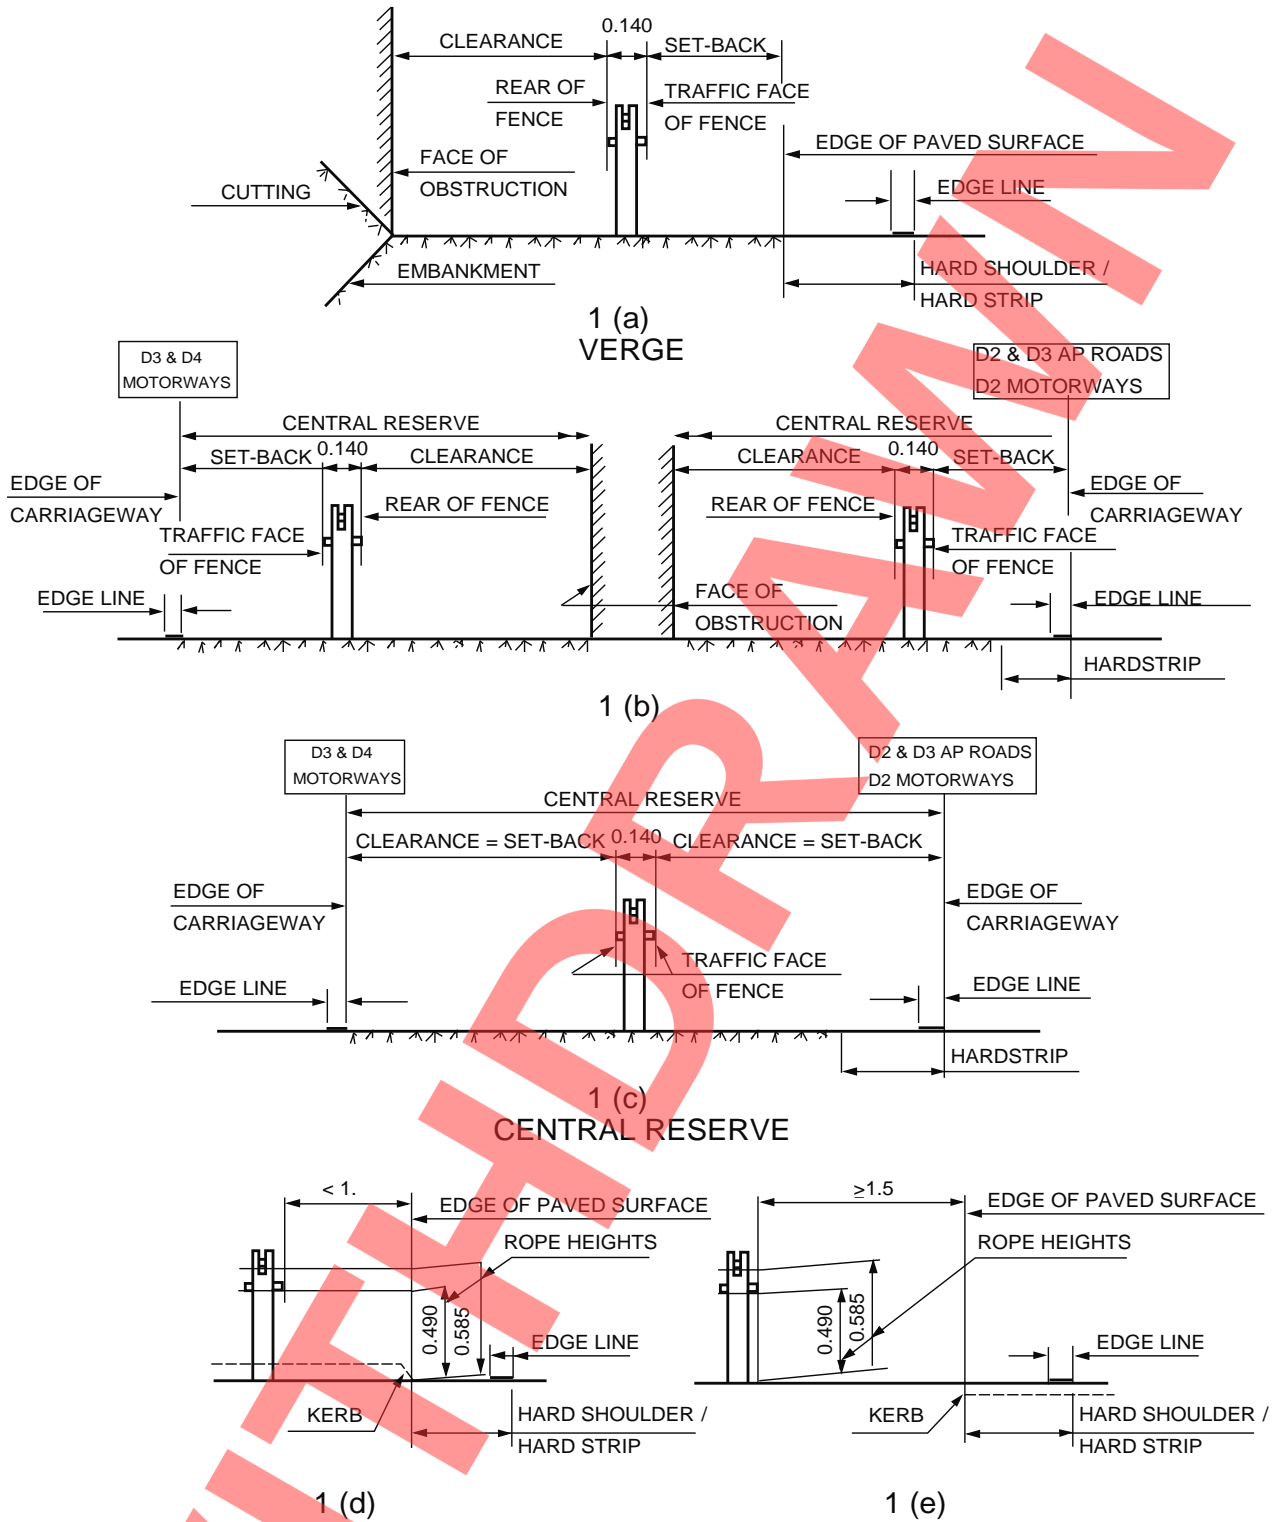 0.140
CLEARANCE
SET-BACK
REAR OF
FENCE
TRAFFIC FACE
OF FENCE
EDGE OF PAVED SURFACE
FACE OF
OBSTRUCTION
CUTTING
EDGE LINE
EMBANKMENT
HARD SHOULDER /
HARD STRIP
1 (a)
VERGE
D3 & D4
MOTORWAYS
D2 & D3 AP ROADS
D2 MOTORWAYS
CENTRAL RESERVE
CENTRAL RESERVE
SET-BACK
0.140
CLEARANCE
CLEARANCE
0.140
SET-BACK
EDGE OF
CARRIAGEWAY
REAR OF FENCE
REAR OF FENCE
EDGE OF
CARRIAGEWAY
TRAFFIC FACE
OF FENCE
TRAFFIC FACE
OF FENCE
EDGE LINE
FACE OF
OBSTRUCTION
EDGE LINE
HARDSTRIP
1 (b)
D3 & D4
MOTORWAYS
D2 & D3 AP ROADS
D2 MOTORWAYS
CENTRAL RESERVE
CLEARANCE = SET-BACK
0.140
CLEARANCE = SET-BACK
EDGE OF
CARRIAGEWAY
EDGE OF
CARRIAGEWAY
TRAFFIC FACE
OF FENCE
EDGE LINE
EDGE LINE
HARDSTRIP
1 (c)
CENTRAL RESERVE
< 1.
EDGE OF PAVED SURFACE
ROPE HEIGHTS
0.490
0.585
EDGE LINE
KERB
HARD SHOULDER /
HARD STRIP
1 (d)
≥1.5
EDGE OF PAVED SURFACE
ROPE HEIGHTS
0.490
0.585
EDGE LINE
KERB
HARD SHOULDER /
HARD STRIP
1 (e)
WITHDRAWN